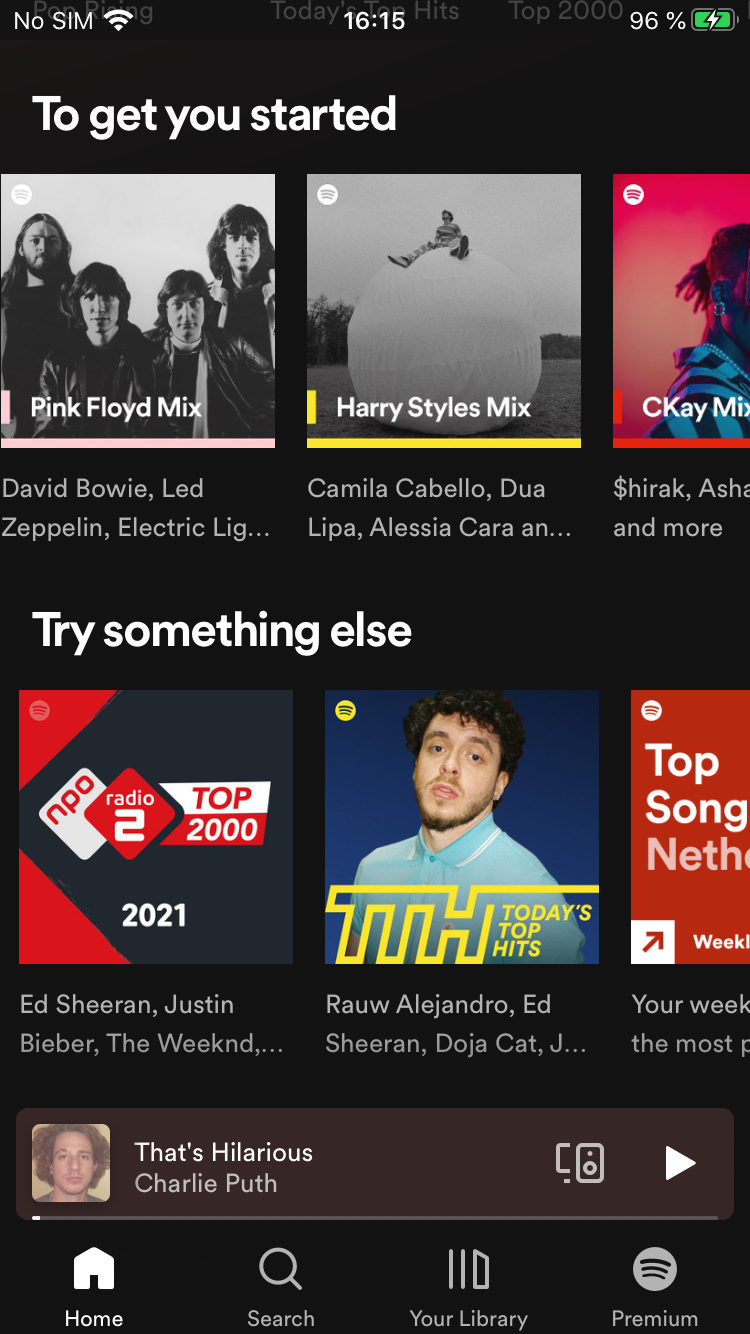 Pop Rising Today's Top Hits Top 2000
No SIM 16:15 96 %
To get you started
Pink Floyd Mix
Harry Styles Mix
CKay Mix
David Bowie, Led
Zeppelin, Electric Lig...
Camila Cabello, Dua
Lipa, Alessia Cara an...
$hirak, Asha
and more
Try something else
npo
radio
2
TOP
2000
2021
TTH
TODAY'S
TOP
HITS
Top
Song
Nethe
Weekl
Ed Sheeran, Justin
Bieber, The Weeknd,...
Rauw Alejandro, Ed
Sheeran, Doja Cat, J...
Your week
the most p
That's Hilarious
Charlie Puth
Home Search Your Library Premium